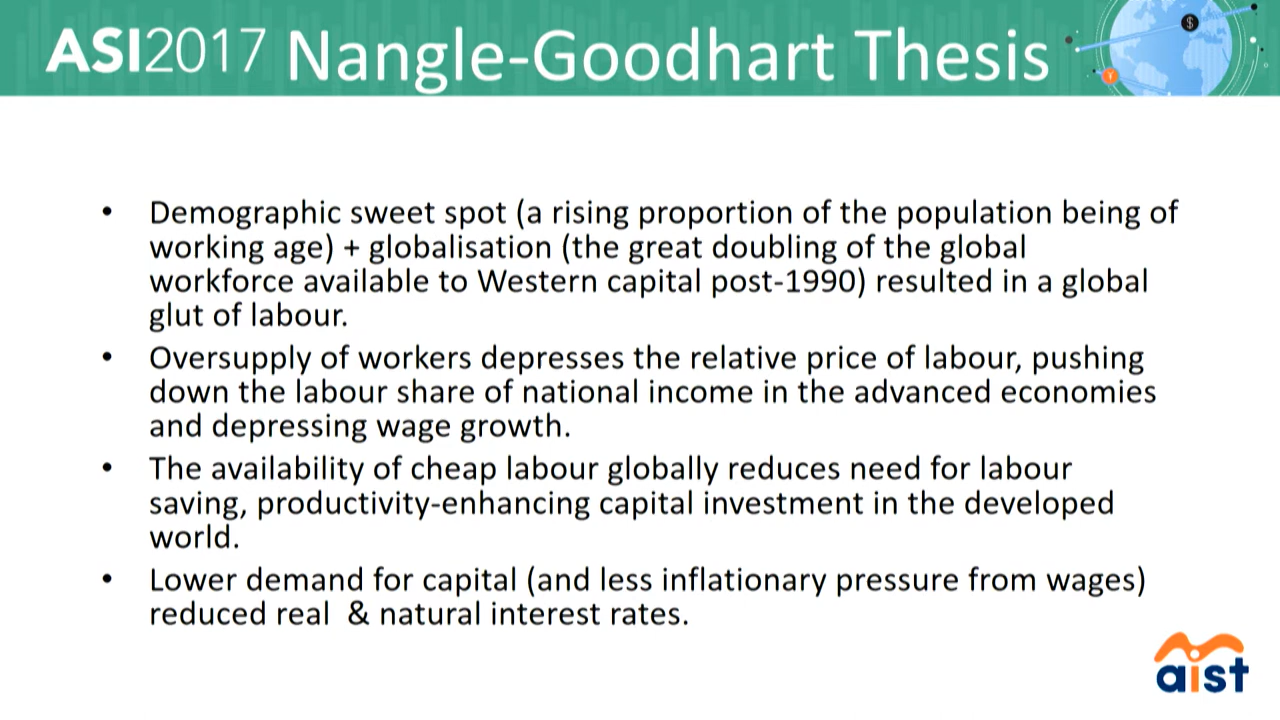 ASI2017 Nangle-Goodhart Thesis
$
¥
• Demographic sweet spot (a rising proportion of the population being of
working age) + globalisation (the great doubling of the global
workforce available to Western capital post-1990) resulted in a global
glut of labour.
• Oversupply of workers depresses the relative price of labour, pushing
down the labour share of national income in the advanced economies
and depressing wage growth.
• The availability of cheap labour globally reduces need for labour
saving, productivity-enhancing capital investment in the developed
world.
• Lower demand for capital (and less inflationary pressure from wages)
reduced real  & natural interest rates.
aist